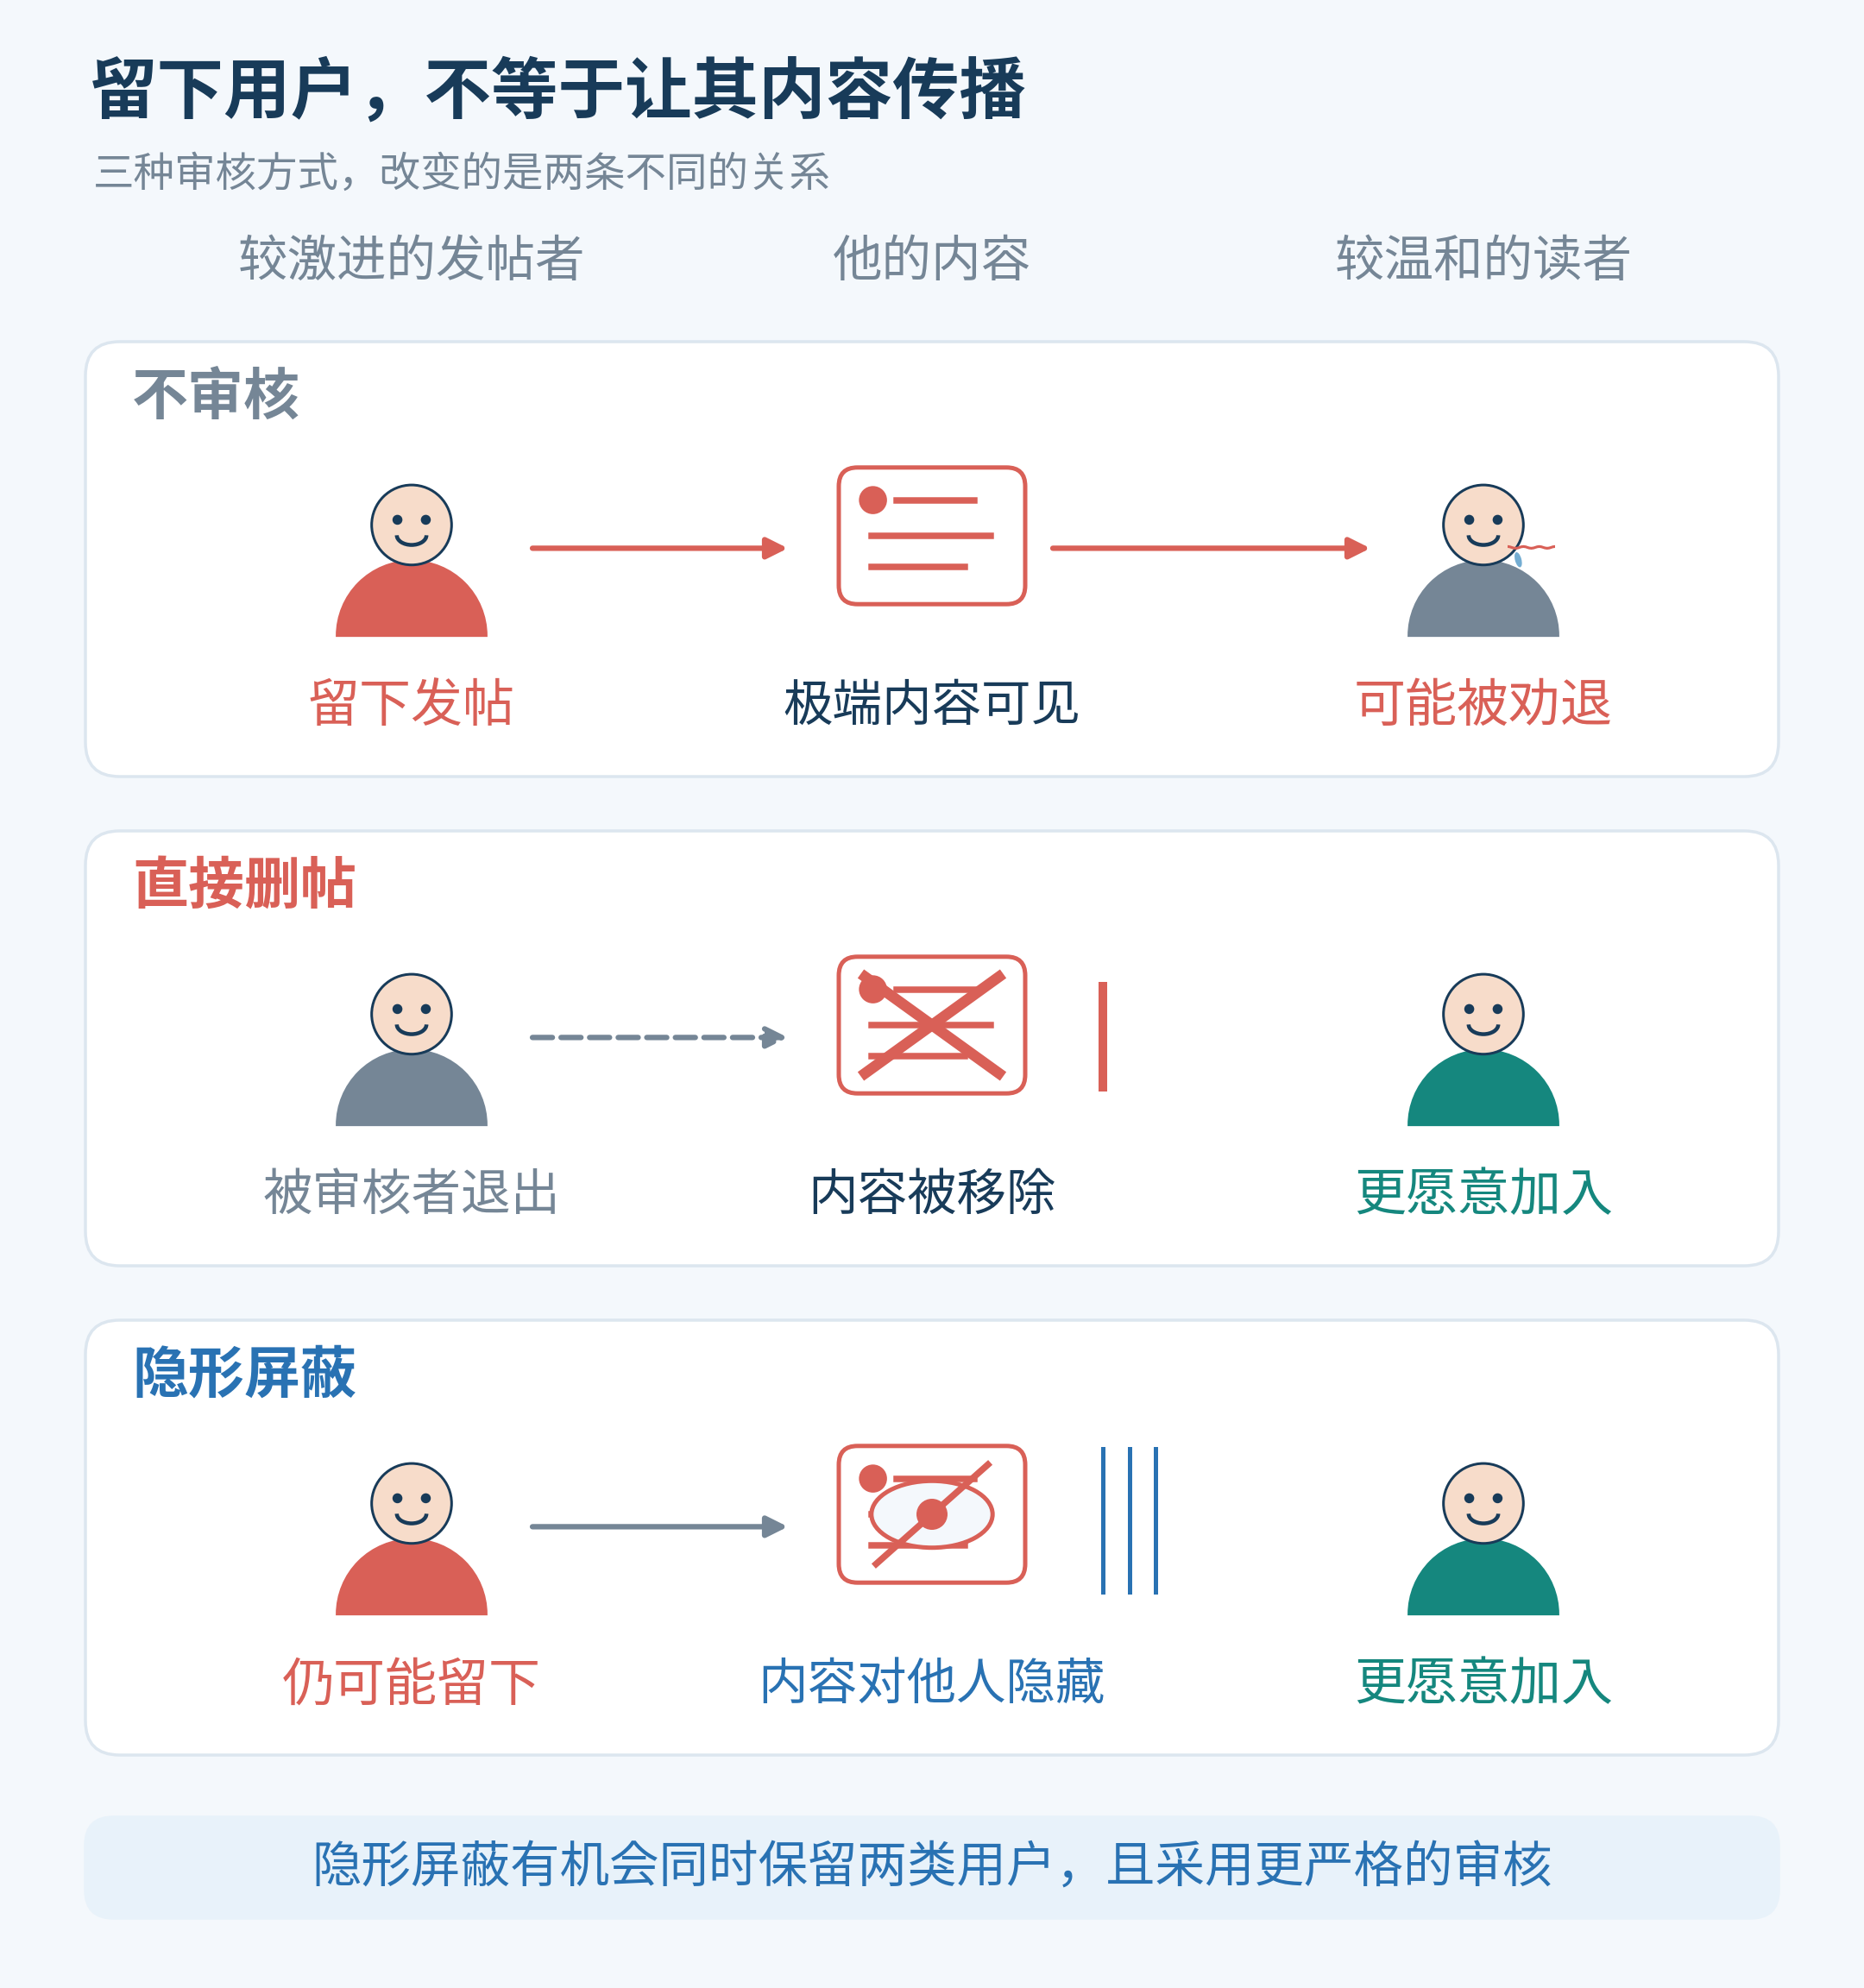 留下用户，不等于让其内容传播
三种审核方式，改变的是两条不同的关系
较激进的发帖者 他的内容 较温和的读者
不审核
留下发帖 极端内容可见 可能被劝退
直接删帖
被审核者退出 内容被移除 更愿意加入
隐形屏蔽
仍可能留下 内容对他人隐藏 更愿意加入
隐形屏蔽有机会同时保留两类用户，且采用更严格的审核